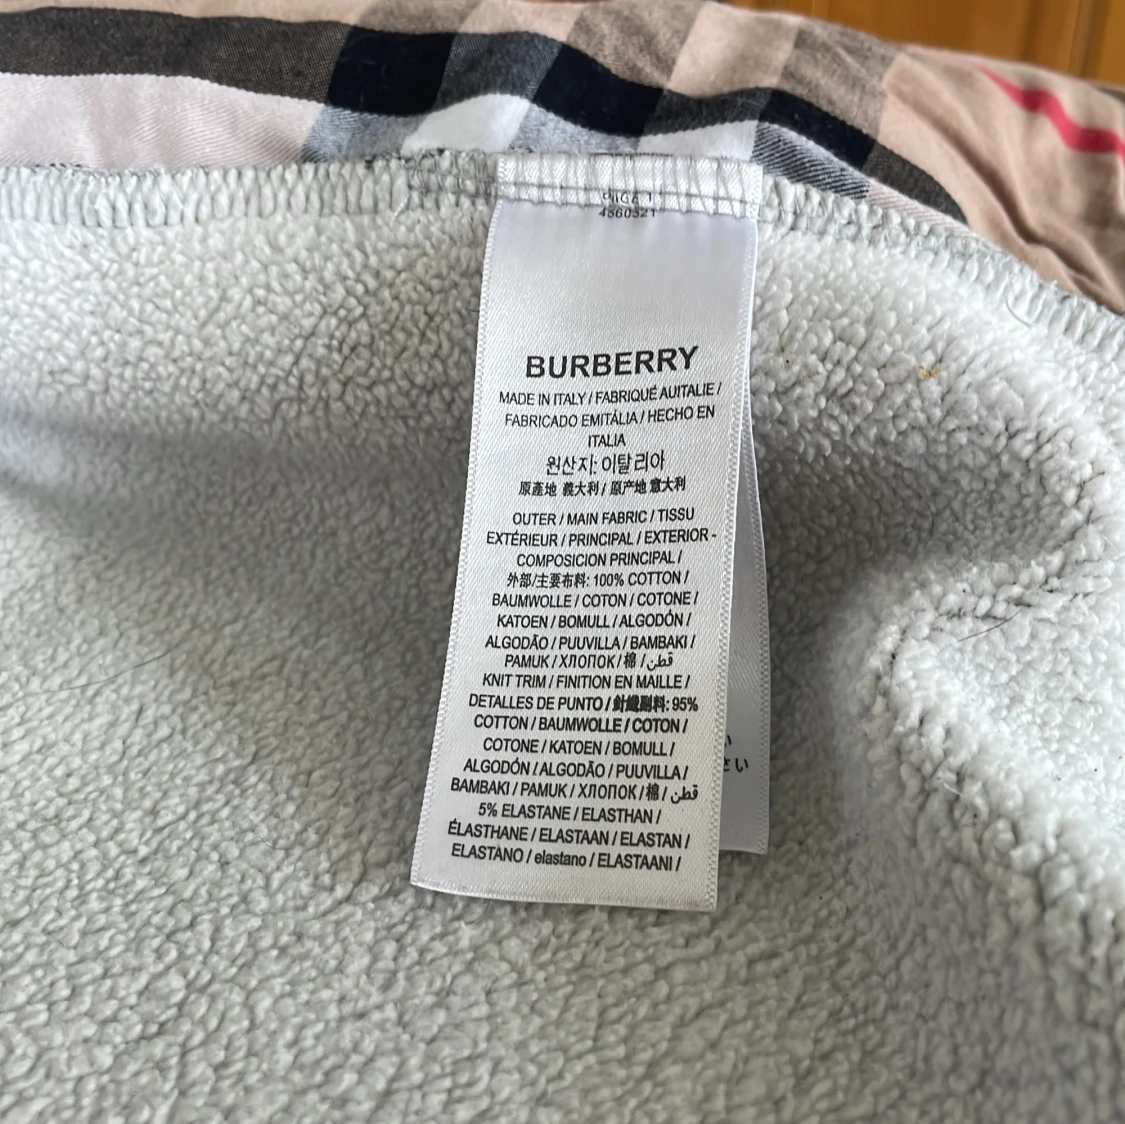 4560521
BURBERRY
MADE IN ITALY / FABRIQUÉ AUITALIE /
FABRICADO EMITÁLIA / HECHO EN
ITALIA
원산지: 이탈리아
原產地 義大利 / 原产地 意大利
OUTER / MAIN FABRIC / TISSU
EXTÉRIEUR / PRINCIPAL / EXTERIOR -
COMPOSICION PRINCIPAL /
外部/主要布料: 100% COTTON /
BAUMWOLLE / COTON / COTONE /
KATOEN / BOMULL / ALGODÓN /
ALGODÃO / PUUVILLA / BAMBAKI /
PAMUK / ХЛОПОК / 棉 / قطن
KNIT TRIM / FINITION EN MAILLE /
DETALLES DE PUNTO / 針織副料: 95%
COTTON / BAUMWOLLE / COTON /
COTONE / KATOEN / BOMULL /
ALGODÓN / ALGODÃO / PUUVILLA /
BAMBAKI / PAMUK / ХЛОПОК / 棉 / قطن
5% ELASTANE / ELASTHAN /
ÉLASTHANE / ELASTAAN / ELASTAN /
ELASTANO / elastano / ELASTAANI /